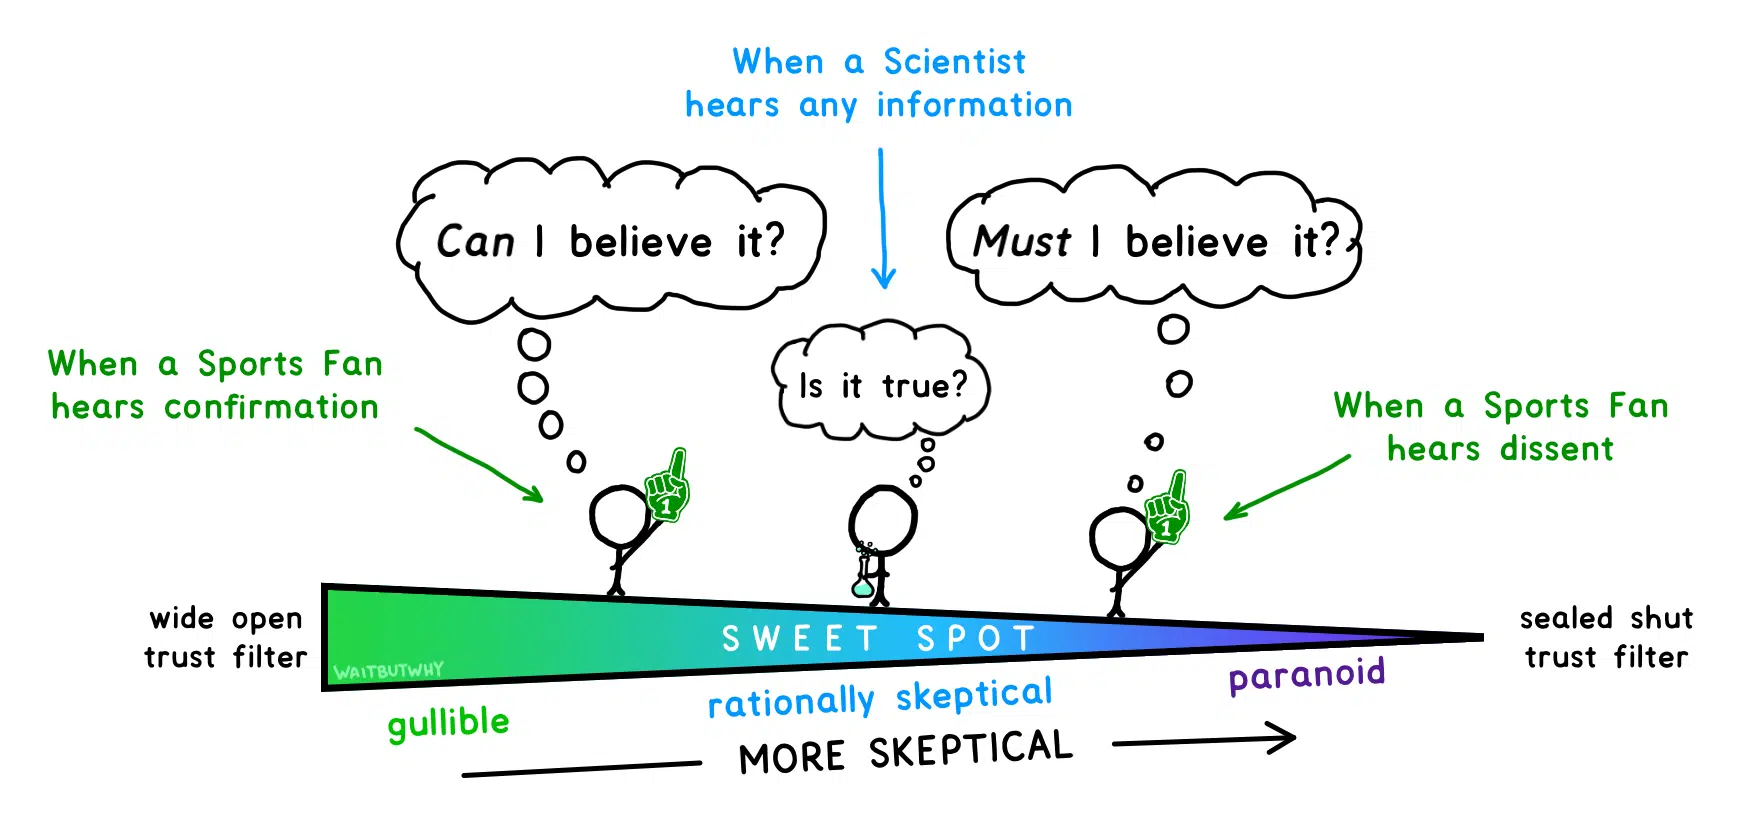 When a Scientist
hears any information
Can I believe it?
Must I believe it?
Is it true?
When a Sports Fan
hears confirmation
When a Sports Fan
hears dissent
1
1
wide open
trust filter
SWEET SPOT
sealed shut
trust filter
WAITBUTWHY
gullible
rationally skeptical
paranoid
MORE SKEPTICAL